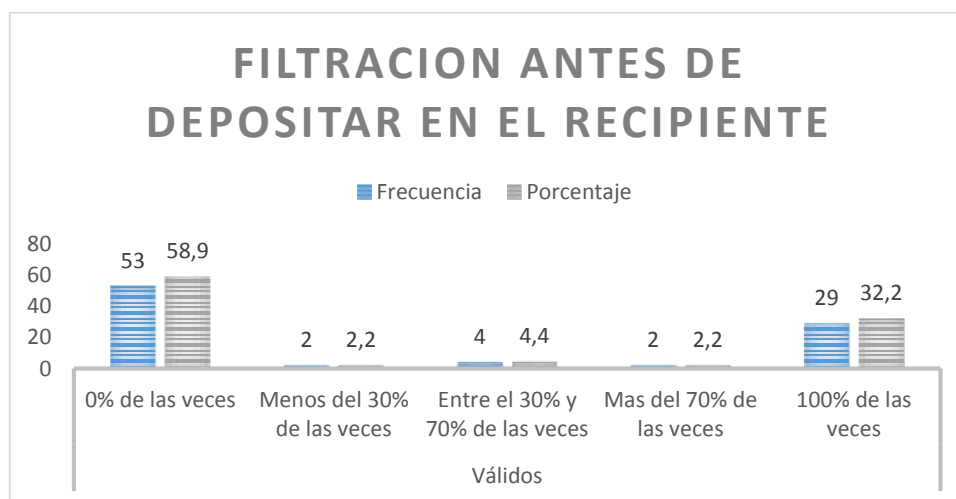 FILTRACION ANTES DE
DEPOSITAR EN EL RECIPIENTE
Frecuencia Porcentaje
80
60
40
20
0
53 58,9
2 2,2
4 4,4
2 2,2
29 32,2
0% de las veces
Menos del 30%
de las veces
Entre el 30% y
70% de las veces
Mas del 70% de
las veces
100% de las
veces
Válidos